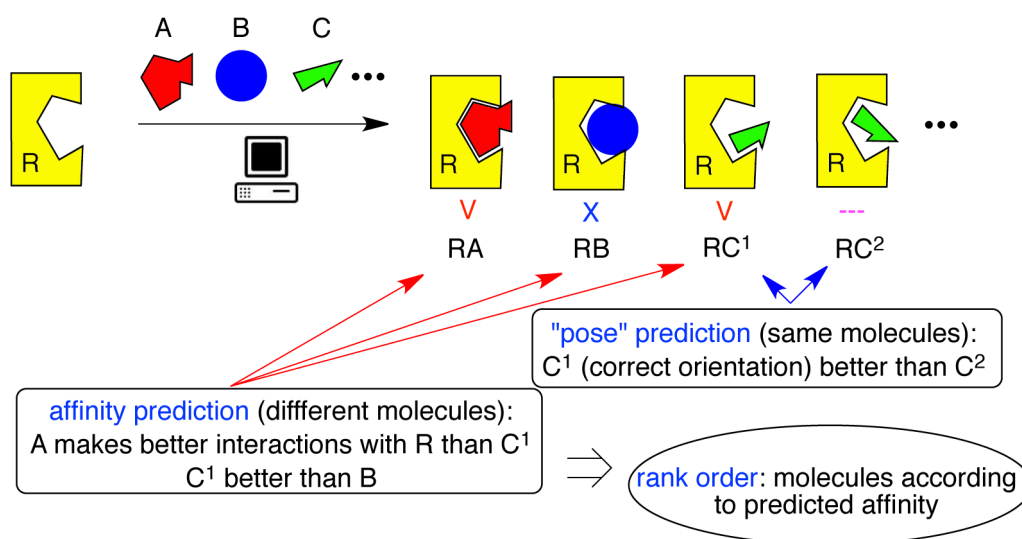 A B C •••
R
R R R R •••
V X V ---
RA RB RC¹ RC²
"pose" prediction (same molecules):
C¹ (correct orientation) better than C²
affinity prediction (diffferent molecules):
A makes better interactions with R than C¹
C¹ better than B
rank order: molecules according
to predicted affinity